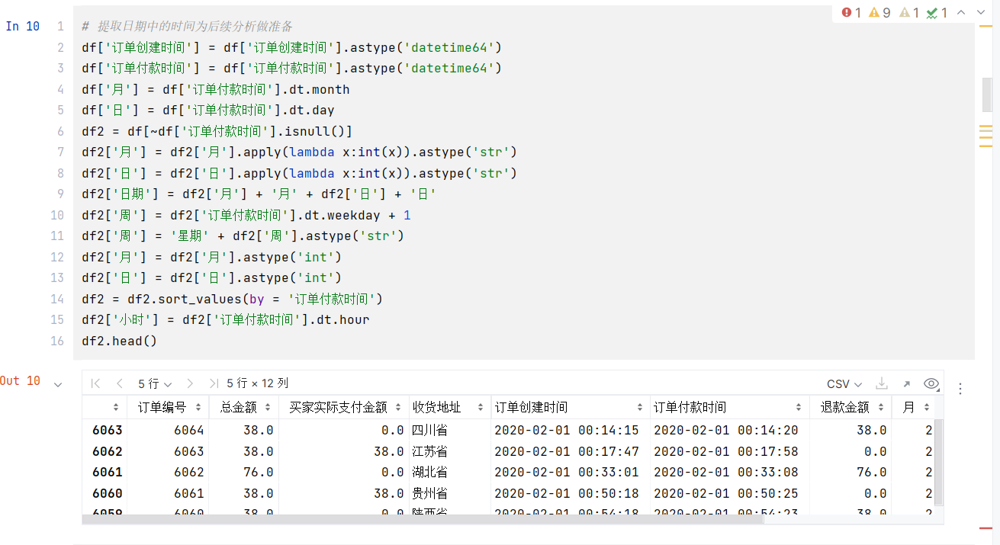 1 9 1 1
In 10
1 # 提取日期中的时间为后续分析做准备
2 df['订单创建时间'] = df['订单创建时间'].astype('datetime64')
3 df['订单付款时间'] = df['订单付款时间'].astype('datetime64')
4 df['月'] = df['订单付款时间'].dt.month
5 df['日'] = df['订单付款时间'].dt.day
6 df2 = df[~df['订单付款时间'].isnull()]
7 df2['月'] = df2['月'].apply(lambda x:int(x)).astype('str')
8 df2['日'] = df2['日'].apply(lambda x:int(x)).astype('str')
9 df2['日期'] = df2['月'] + '月' + df2['日'] + '日'
10 df2['周'] = df2['订单付款时间'].dt.weekday + 1
11 df2['周'] = '星期' + df2['周'].astype('str')
12 df2['月'] = df2['月'].astype('int')
13 df2['日'] = df2['日'].astype('int')
14 df2 = df2.sort_values(by = '订单付款时间')
15 df2['小时'] = df2['订单付款时间'].dt.hour
16 df2.head()
Out 10
5 行 5 行 × 12 列 CSV
订单编号 总金额 买家实际支付金额 收货地址 订单创建时间 订单付款时间 退款金额 月
6063 6064 38.0 0.0 四川省 2020-02-01 00:14:15 2020-02-01 00:14:20 38.0 2
6062 6063 38.0 38.0 江苏省 2020-02-01 00:17:47 2020-02-01 00:17:58 0.0 2
6061 6062 76.0 0.0 湖北省 2020-02-01 00:33:01 2020-02-01 00:33:08 76.0 2
6060 6061 38.0 38.0 贵州省 2020-02-01 00:50:18 2020-02-01 00:50:25 0.0 2
6059 6060 38.0 0.0 陕西省 2020-02-01 00:54:18 2020-02-01 00:54:23 38.0 2